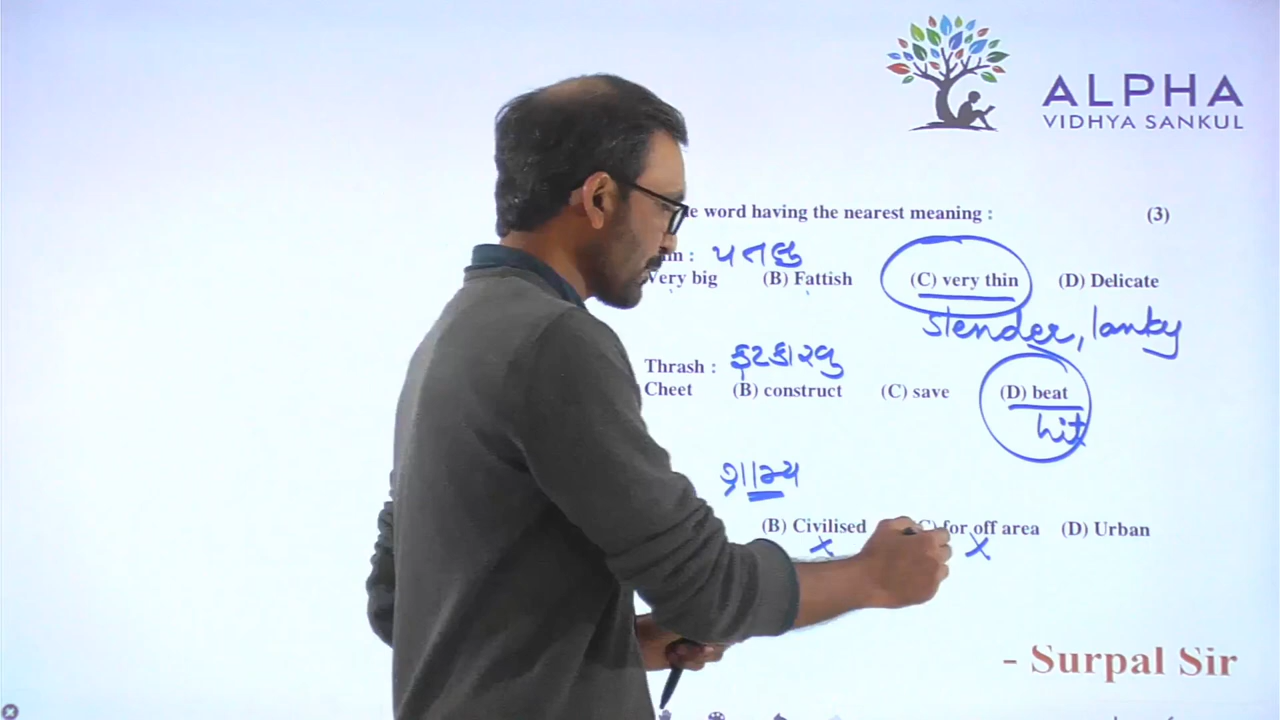 ALPHA
VIDHYA SANKUL
word having the nearest meaning : (3)
: પતલુ
Very big (B) Fattish (C) very thin (D) Delicate
slender, lanky
Thrash : ફટકારવુ
Cheet (B) construct (C) save (D) beat
hit
ગ્રામ્ય
(B) Civilised (C) for off area (D) Urban
x x
- Surpal Sir